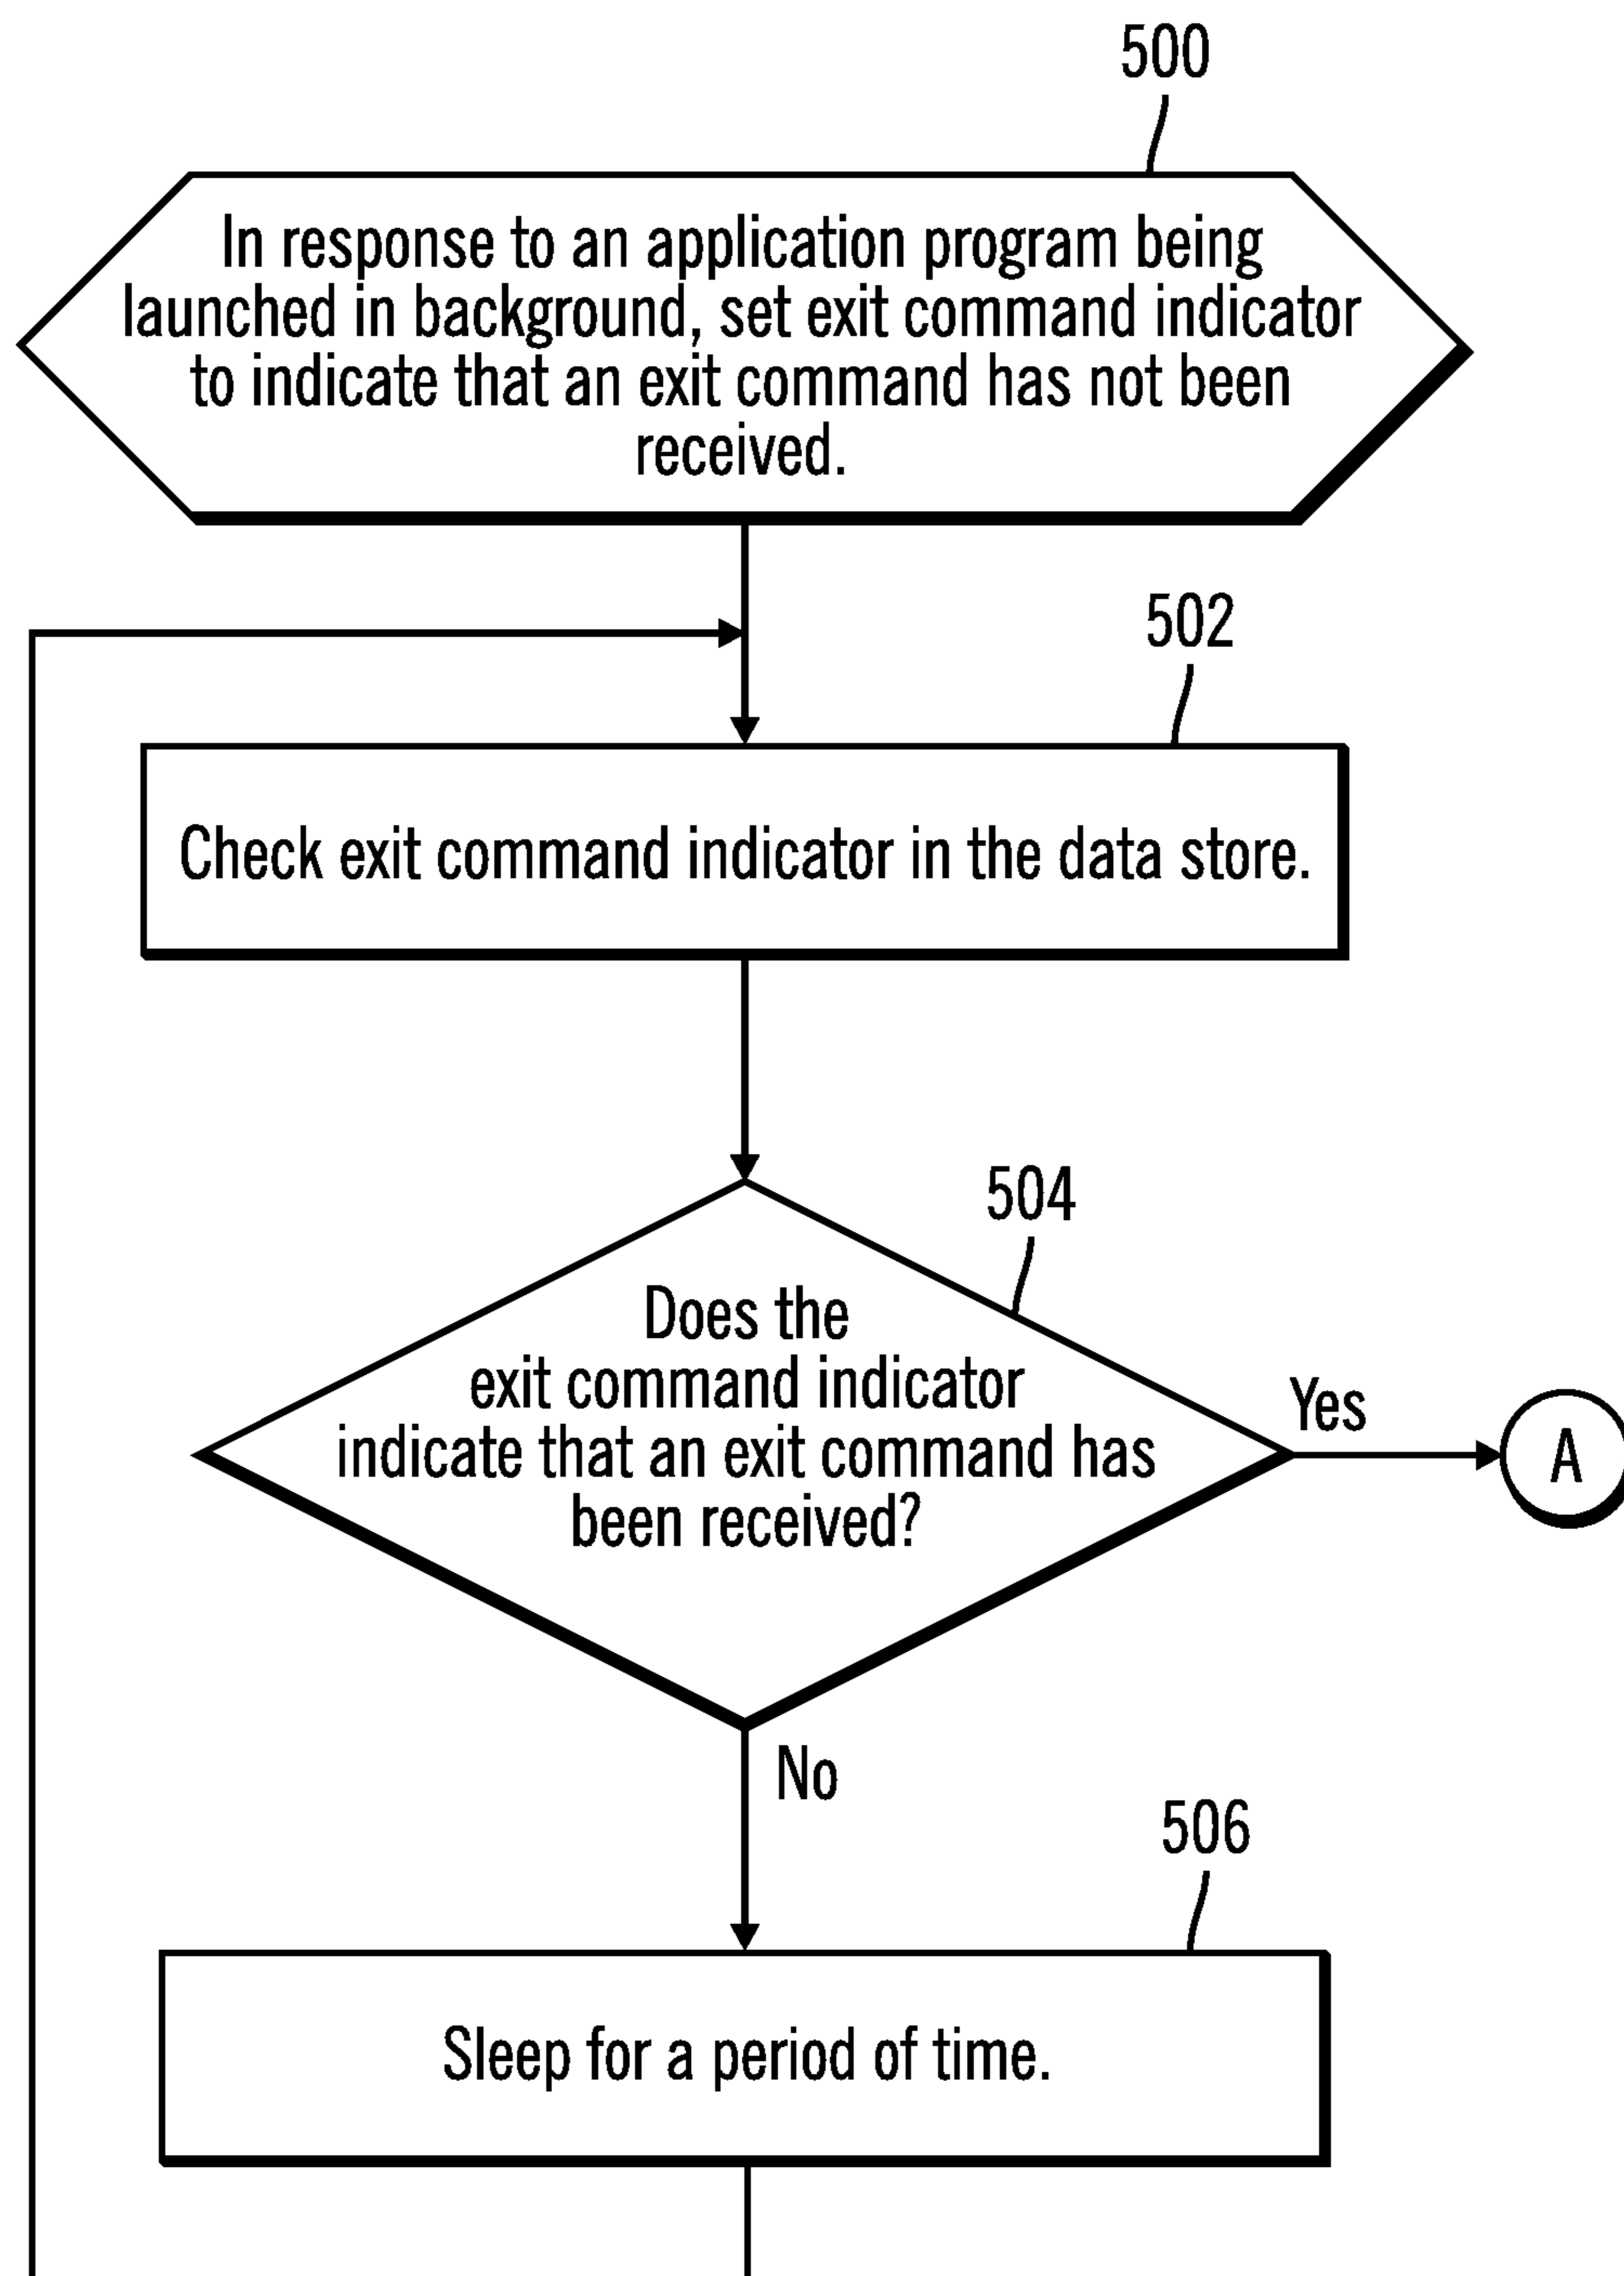 500
In response to an application program being
launched in background, set exit command indicator
to indicate that an exit command has not been
received.
502
Check exit command indicator in the data store.
504
Does the
exit command indicator
indicate that an exit command has
been received?
Yes
A
No
506
Sleep for a period of time.